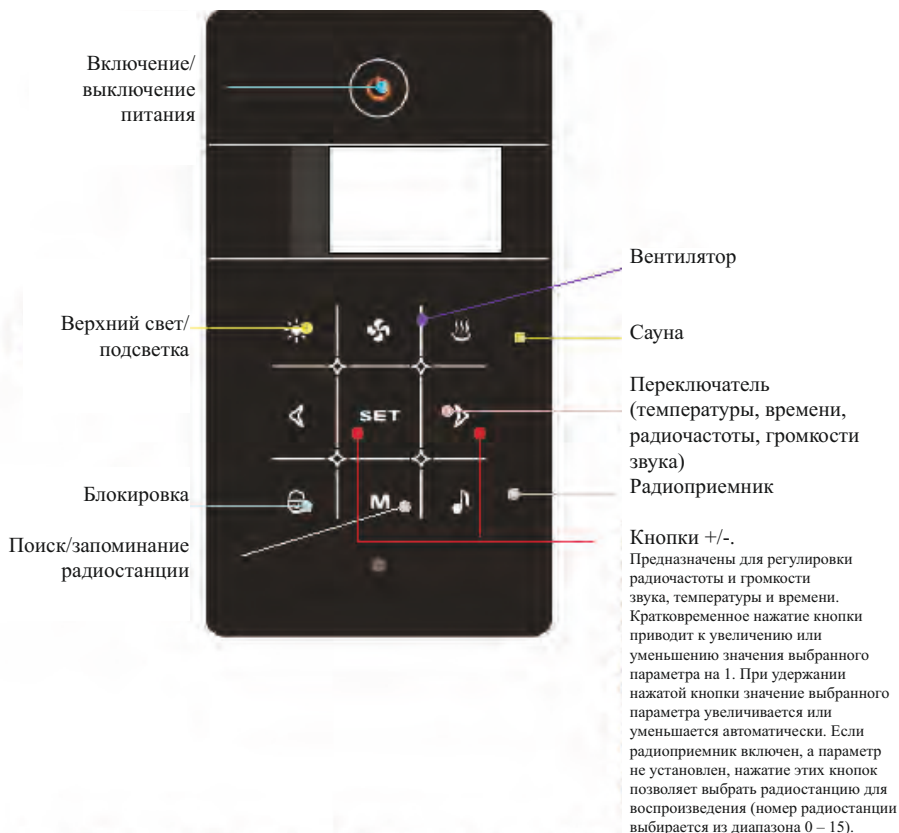 Включение/
выключение
питания
Вентилятор
Верхний свет/
подсветка
Сауна
Переключатель
(температуры, времени,
радиочастоты, громкости
звука)
SET
Блокировка
M
Радиоприемник
Поиск/запоминание
радиостанции
Кнопки +/-.
Предназначены для регулировки
радиочастоты и громкости
звука, температуры и времени.
Кратковременное нажатие кнопки
приводит к увеличению или
уменьшению значения выбранного
параметра на 1. При удержании
нажатой кнопки значение выбранного
параметра увеличивается или
уменьшается автоматически. Если
радиоприемник включен, а параметр
не установлен, нажатие этих кнопок
позволяет выбрать радиостанцию для
воспроизведения (номер радиостанции
выбирается из диапазона 0 – 15).